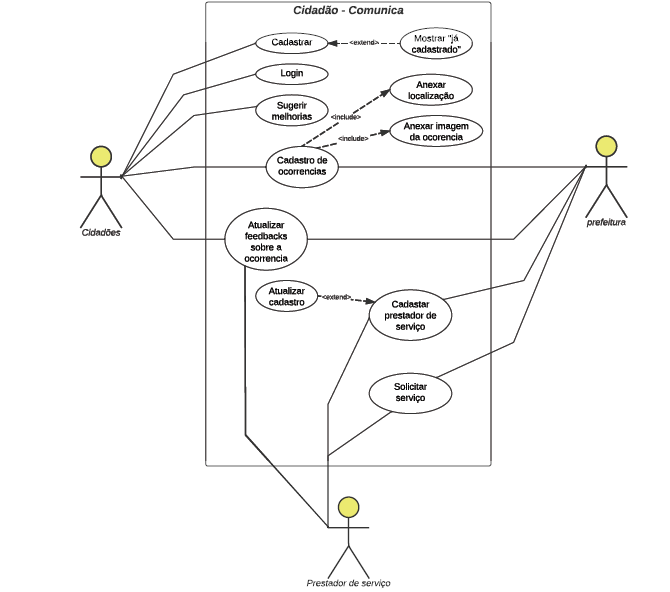 Cidadão - Comunica
Cadastrar
<extend>
Mostrar "já
cadastrado"
Login
Anexar
localização
Sugerir
melhorias
<include>
Anexar imagem
da ocorencia
<include>
Cadastro de
ocorrencias
Cidadões
prefeitura
Atualizar
feedbacks
sobre a
ocorrencia
Atualizar
cadastro
<extend>
Cadastar
prestador de
serviço
Solicitar
serviço
Prestador de serviço